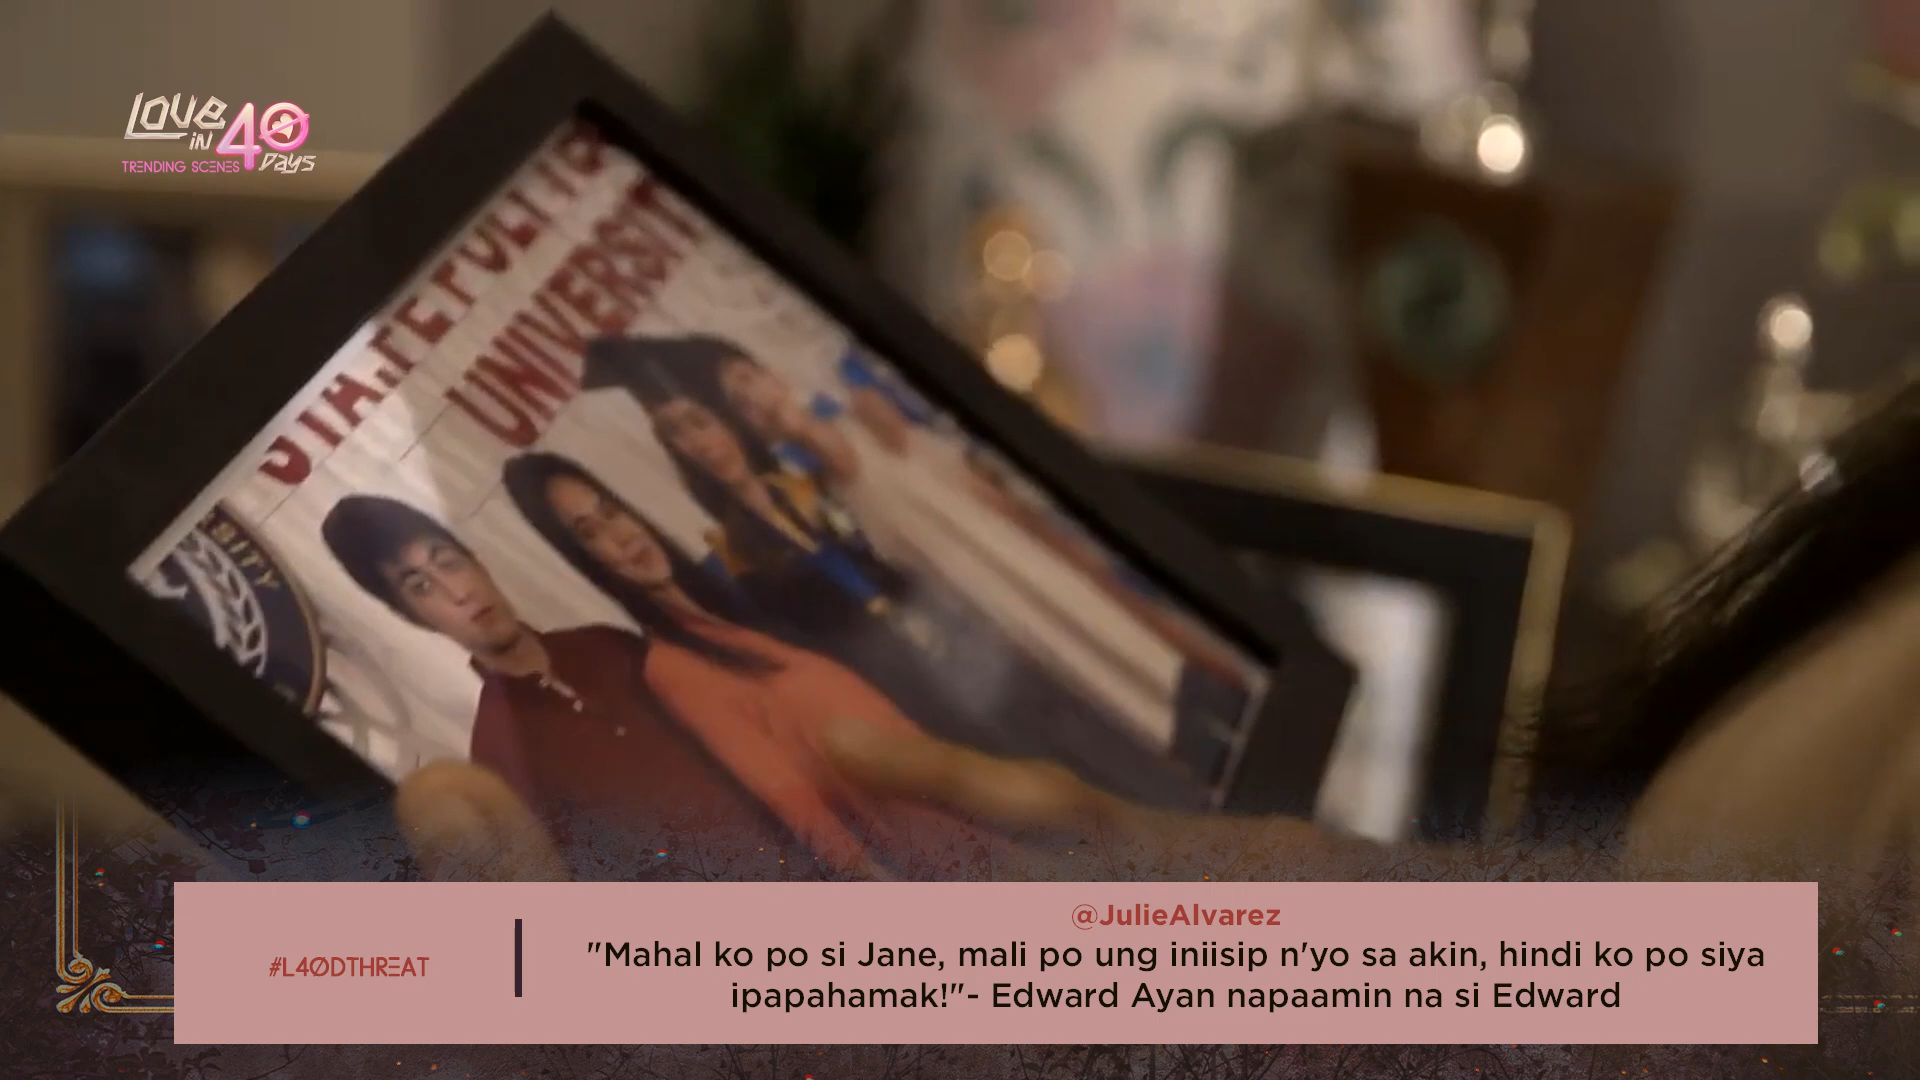 Love
in 40
Days
TRENDING SCENES
UNIVERSIT
#L4ØDTHREAT
@JulieAlvarez
"Mahal ko po si Jane, mali po ung iniisip n'yo sa akin, hindi ko po siya
ipapahamak!"- Edward Ayan napaamin na si Edward